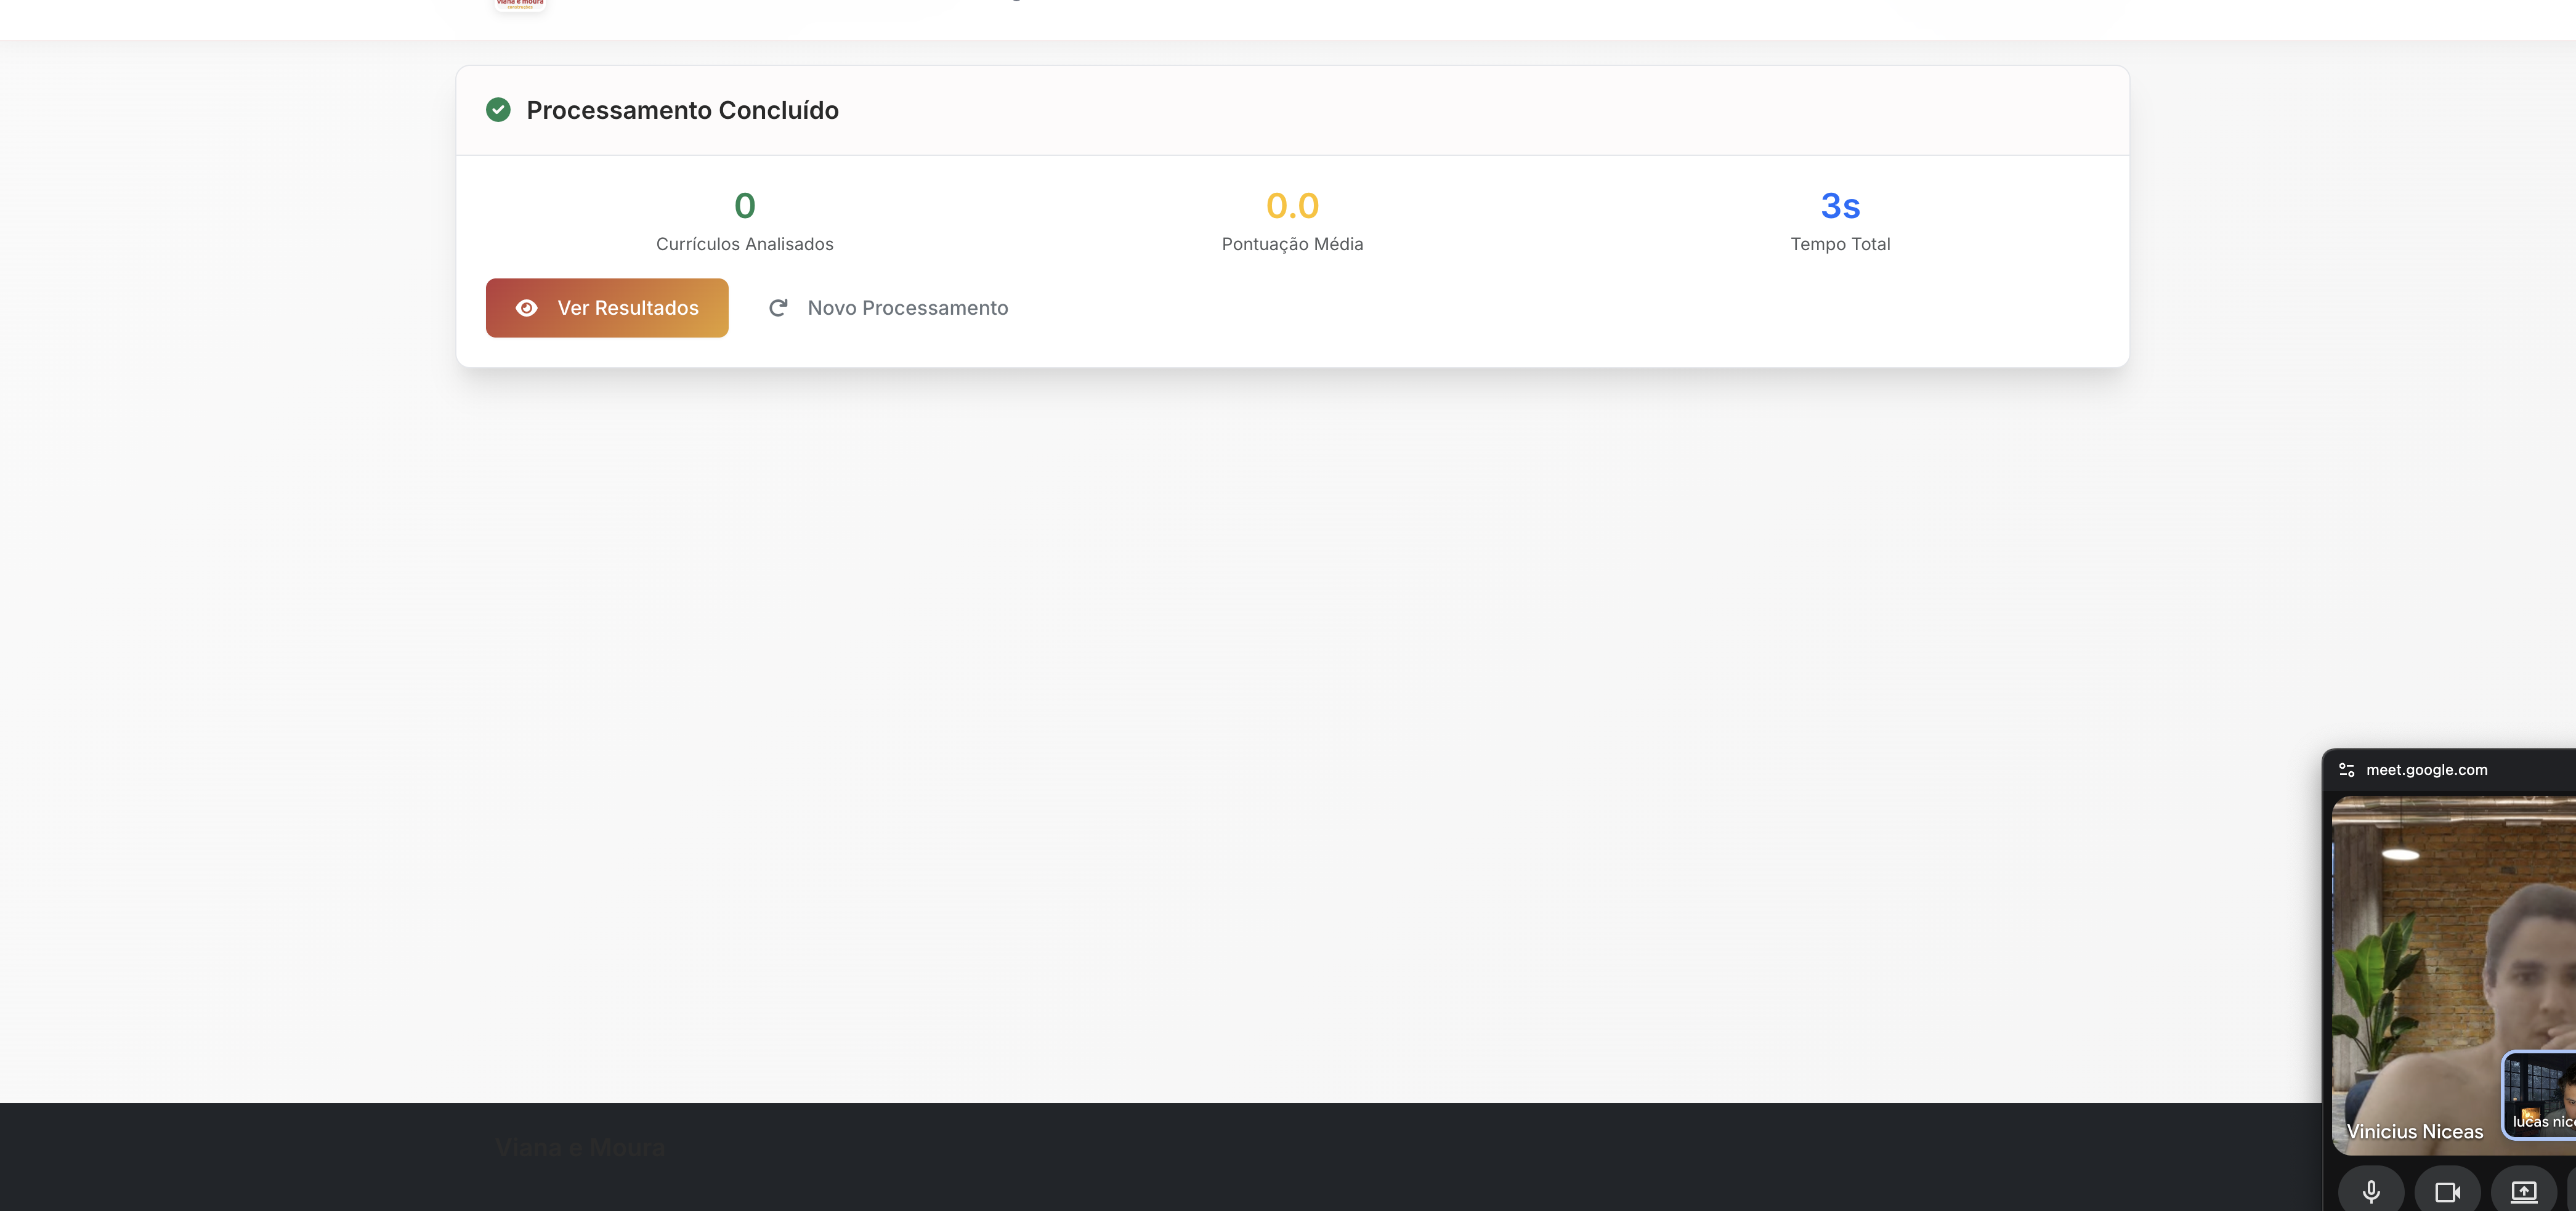 viana e moura
construções
Processamento Concluído
0
Currículos Analisados
0.0
Pontuação Média
3s
Tempo Total
Ver Resultados
Novo Processamento
meet.google.com
Vinicius Niceas
lucas nic
Viana e Moura